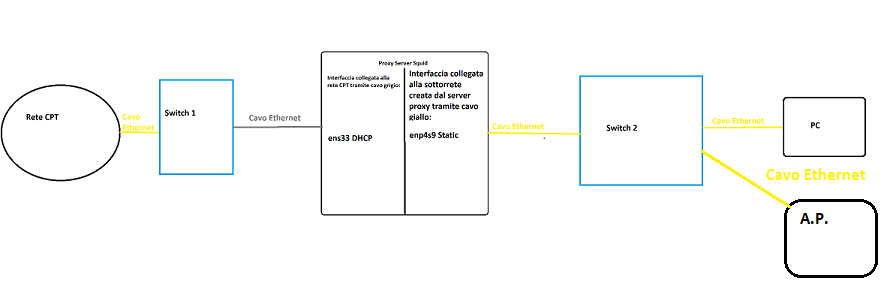 Rete CPT
Cavo
Ethernet
Switch 1
Cavo Ethernet
Proxy Server Squid
Interfaccia collegata alla
rete CPT tramite cavo grigio:
ens33 DHCP
Interfaccia collegata
alla sottorrete
creata dal server
proxy tramite cavo
giallo:
enp4s9 Static
Cavo Ethernet
Switch 2
Cavo Ethernet
PC
Cavo Ethernet
A.P.